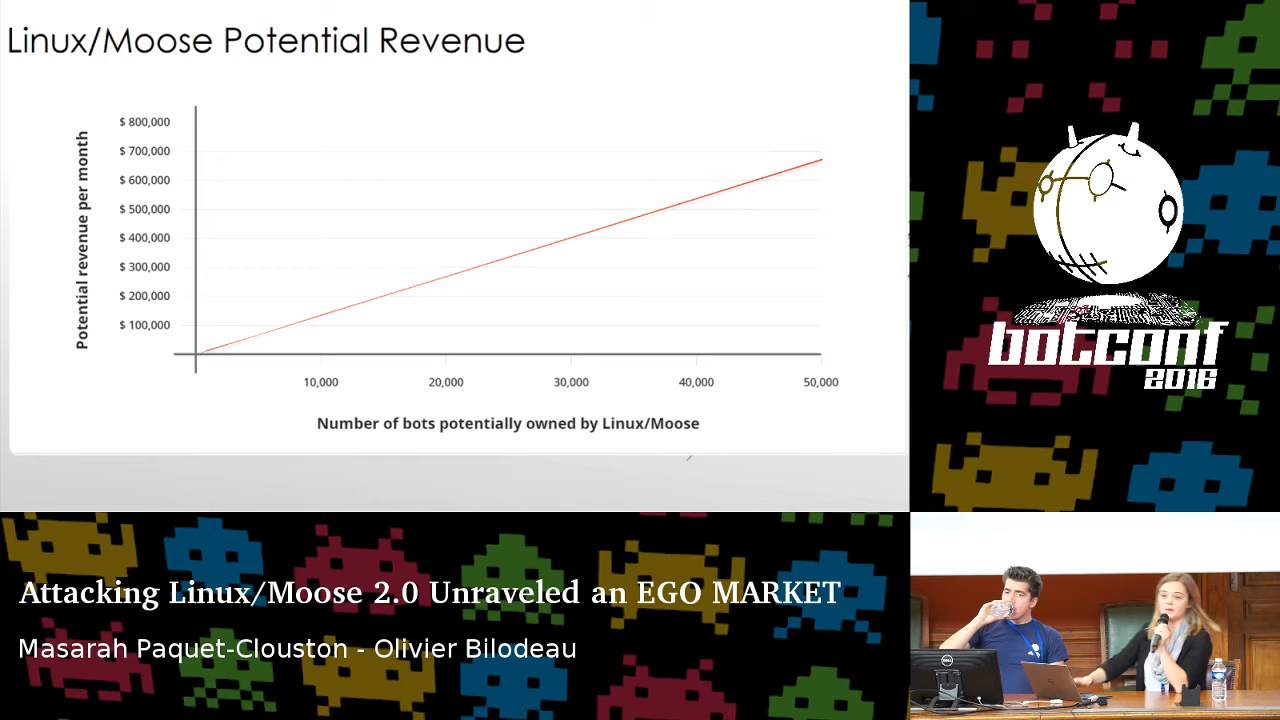 Linux/Moose Potential Revenue
Potential revenue per month
$ 800,000
$ 700,000
$ 600,000
$ 500,000
$ 400,000
$ 300,000
$ 200,000
$ 100,000
10,000 20,000 30,000 40,000 50,000
Number of bots potentially owned by Linux/Moose
botconf
2016
Attacking Linux/Moose 2.0 Unraveled an EGO MARKET
Masarah Paquet-Clouston - Olivier Bilodeau
DELL